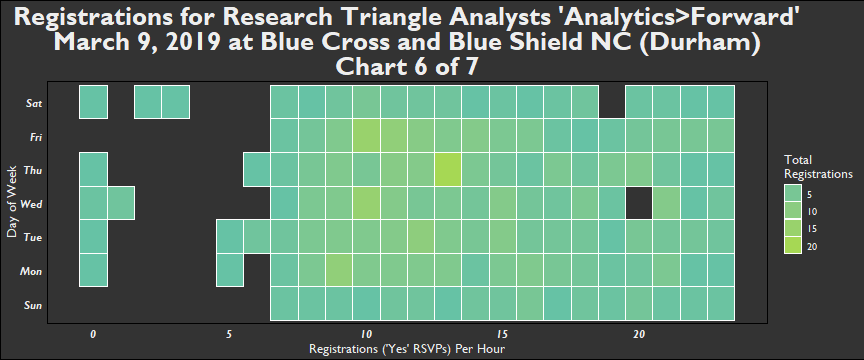 Registrations for Research Triangle Analysts 'Analytics>Forward'
March 9, 2019 at Blue Cross and Blue Shield NC (Durham)
Chart 6 of 7
Day of Week
Sat
Fri
Thu
Wed
Tue
Mon
Sun
0 5 10 15 20
Registrations ('Yes' RSVPs) Per Hour
Total
Registrations
5
10
15
20